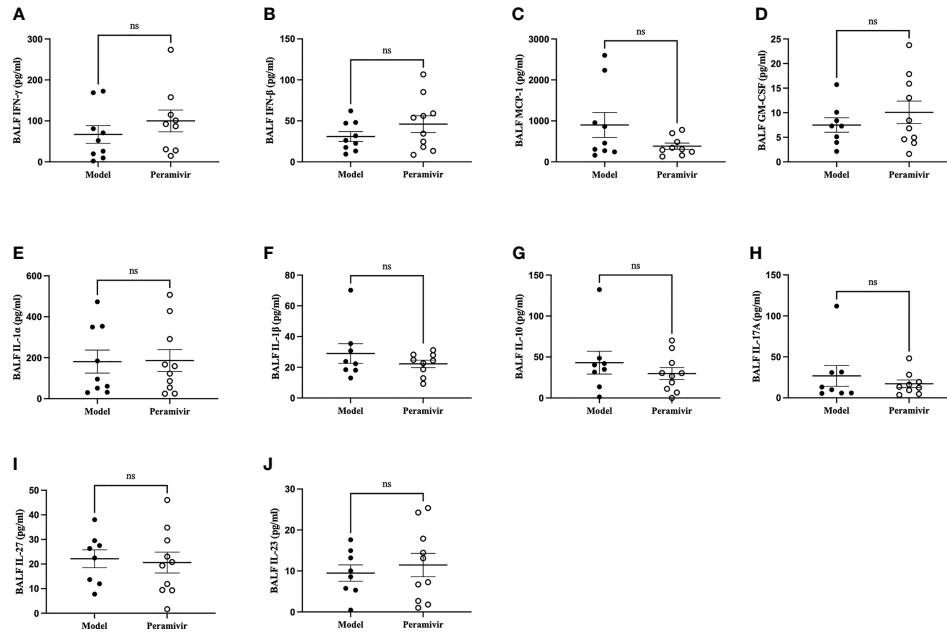 A
ns
BALF IFN-γ (pg/ml)
300
200
100
0
Model Peramivir
B
ns
BALF IFN-β (pg/ml)
150
100
50
0
Model Peramivir
C
ns
BALF MCP-1 (pg/ml)
3000
2000
1000
0
Model Peramivir
D
ns
BALF GM-CSF (pg/ml)
25
20
15
10
5
0
Model Peramivir
E
ns
BALF IL-1α (pg/ml)
600
400
200
0
Model Peramivir
F
ns
BALF IL-1β (pg/ml)
80
60
40
20
0
Model Peramivir
G
ns
BALF IL-10 (pg/ml)
150
100
50
0
Model Peramivir
H
ns
BALF IL-17A (pg/ml)
150
100
50
0
Model Peramivir
I
ns
BALF IL-27 (pg/ml)
50
40
30
20
10
0
Model Peramivir
J
ns
BALF IL-23 (pg/ml)
30
20
10
0
Model Peramivir